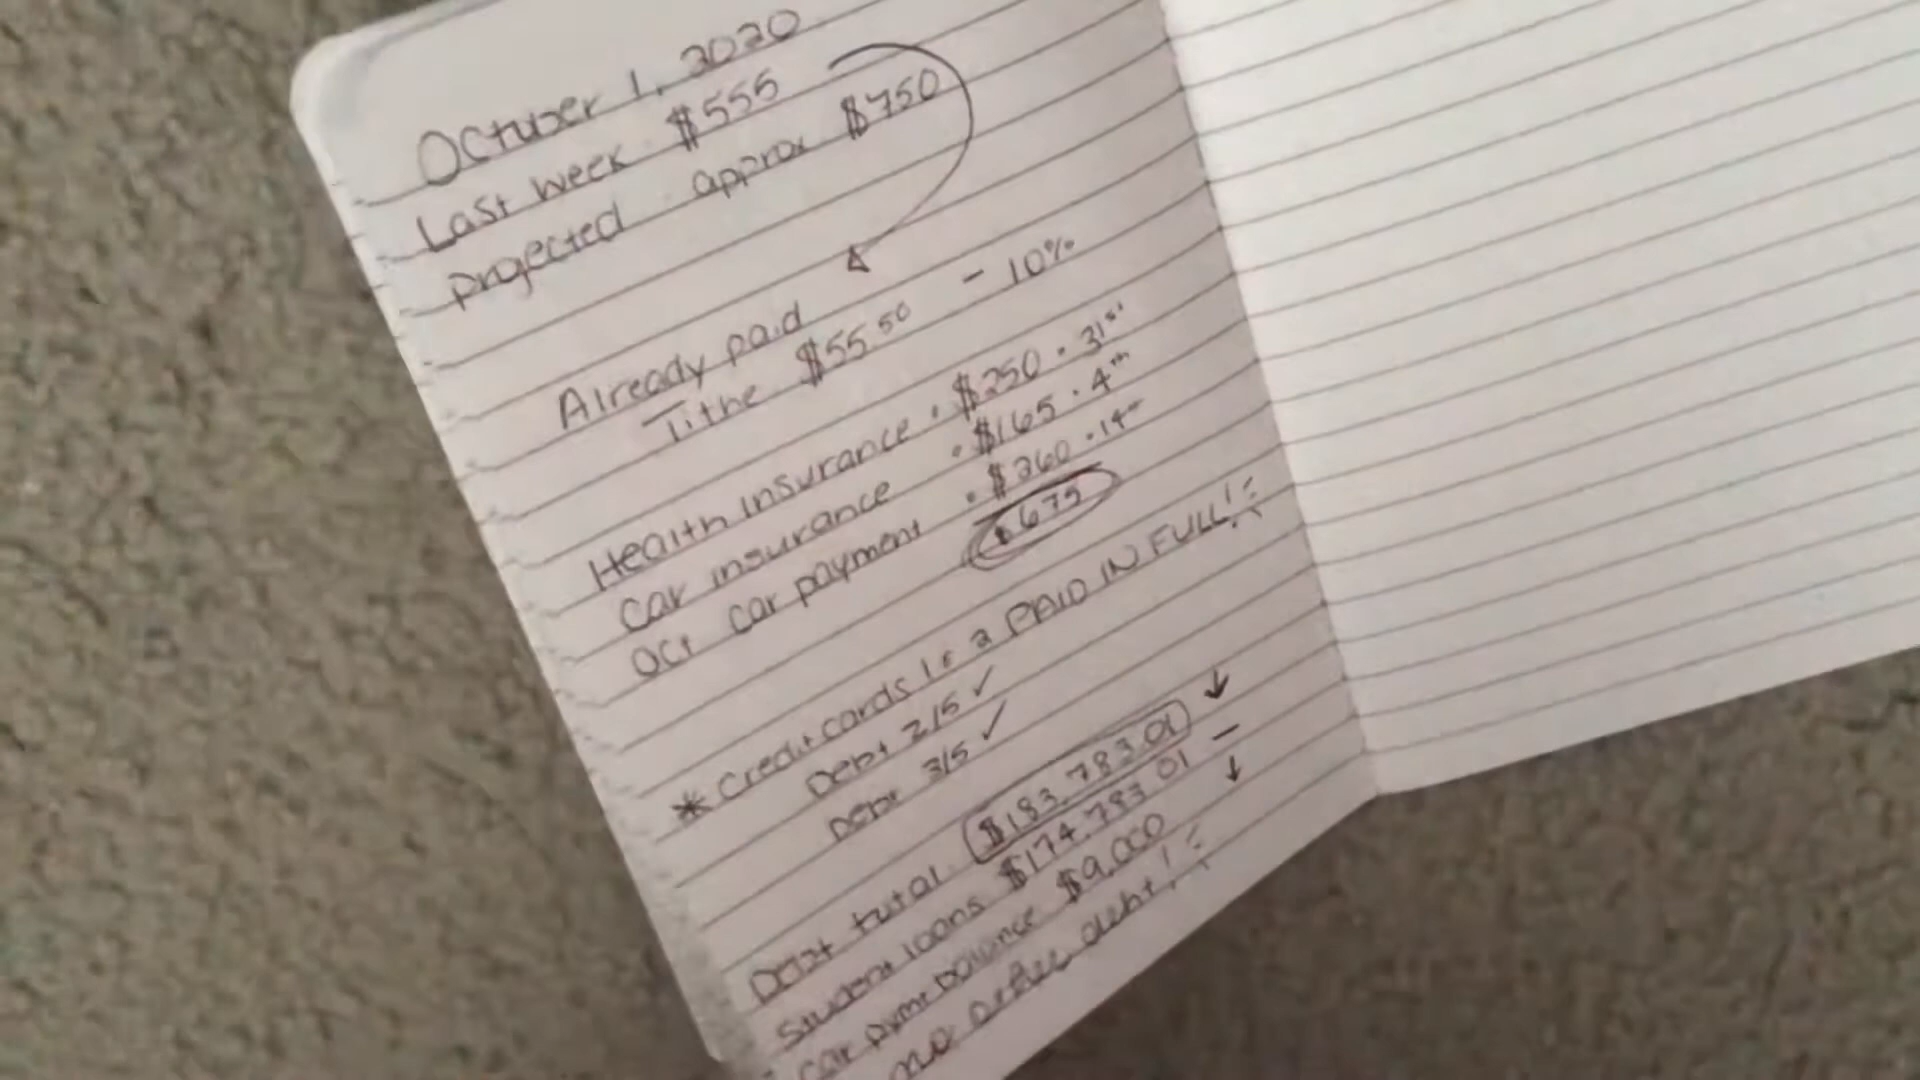 October 1, 2020
Last week $555
projected approx $750
Already paid
Tithe $55.50 - 10%
Health insurance · $250 · 31st
car insurance · $165 · 4th
Oct car payment · $260 · 14th
$675
* credit cards 1 & 2 PAID IN FULL!
Debt 2/5 ✓
Debt 3/5 ✓
Debt total $183,783.01 ↓
Student loans $174,783.01 –
car pymt balance $9,000 ↓
no other debt!